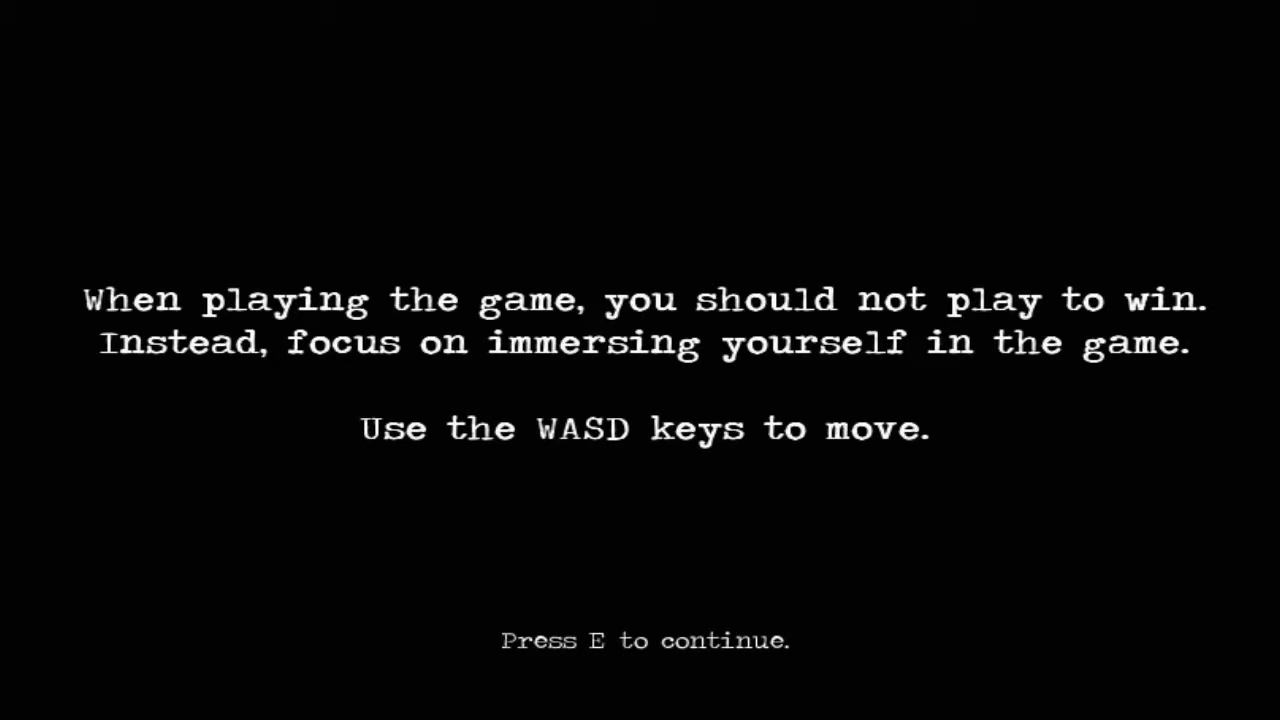 When playing the game, you should not play to win.
Instead, focus on immersing yourself in the game.
Use the WASD keys to move.
Press E to continue.